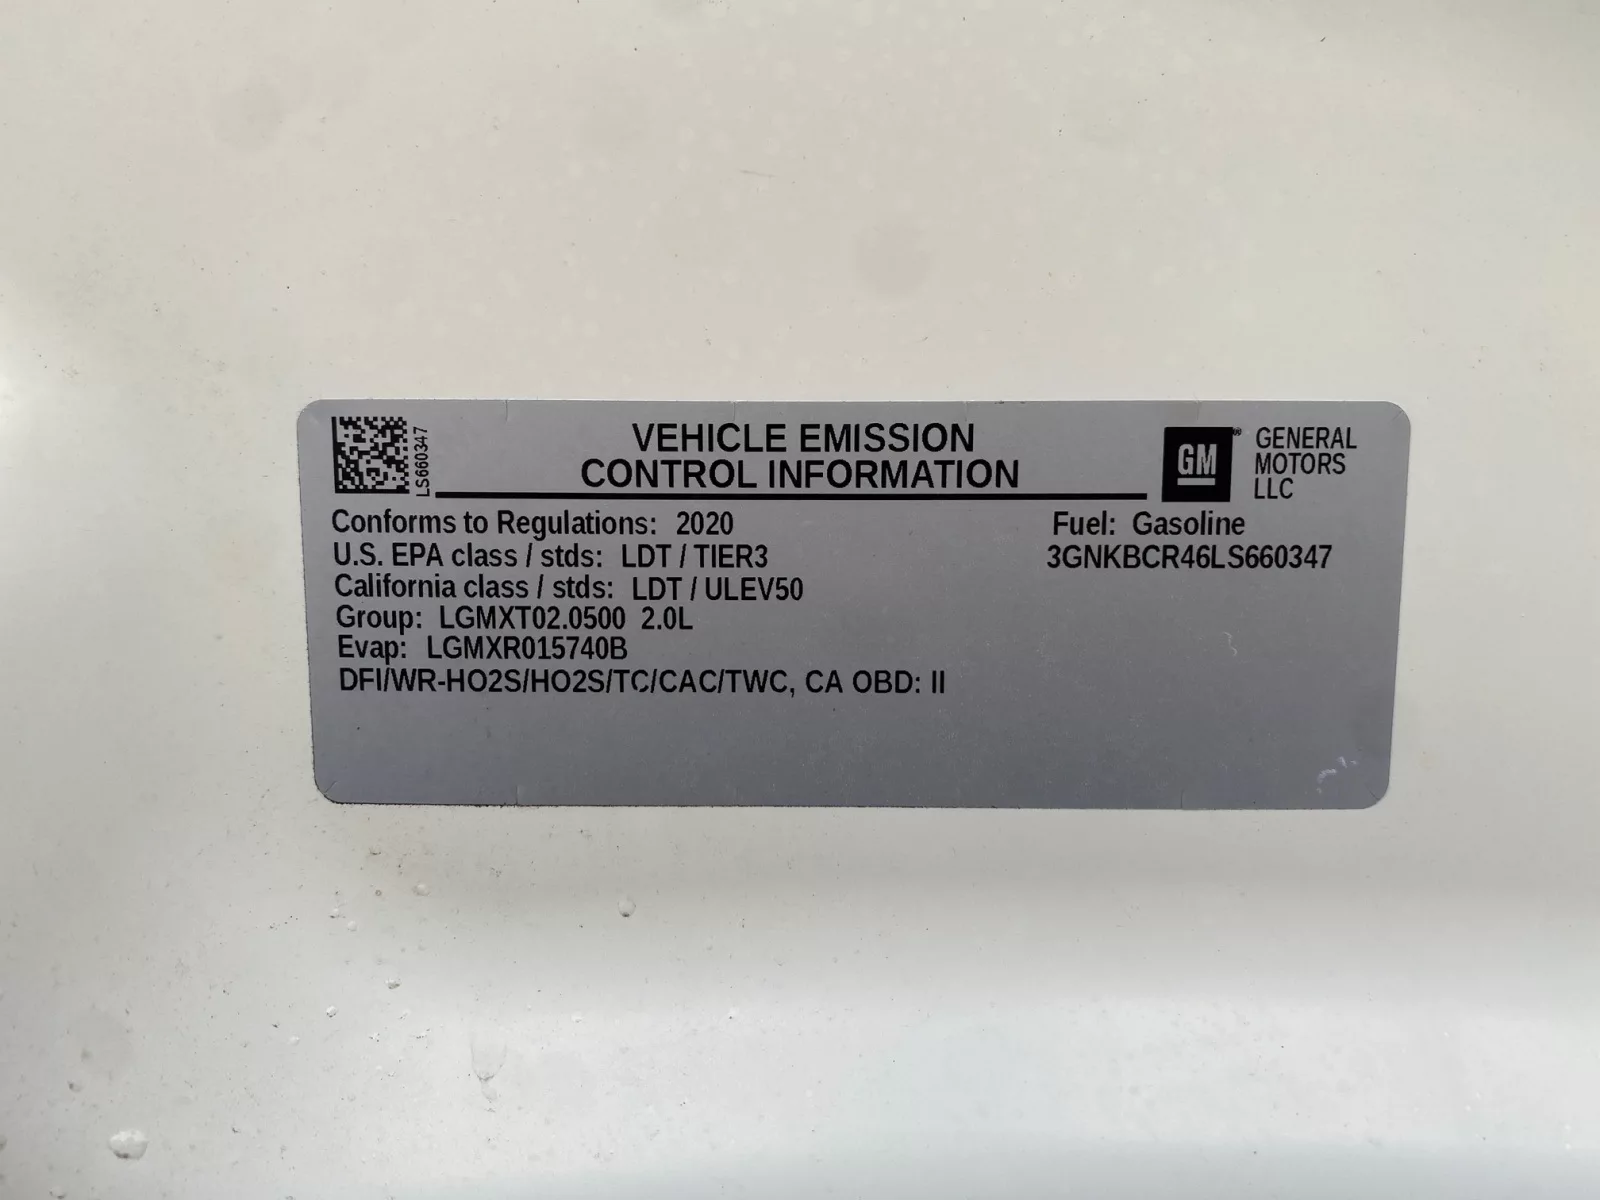 LS660347
VEHICLE EMISSION
CONTROL INFORMATION
GM®
GENERAL
MOTORS
LLC
Conforms to Regulations: 2020
U.S. EPA class / stds: LDT / TIER3
California class / stds: LDT / ULEV50
Group: LGMXT02.0500 2.0L
Evap: LGMXR015740B
DFI/WR-HO2S/HO2S/TC/CAC/TWC, CA OBD: II
Fuel: Gasoline
3GNKBCR46LS660347